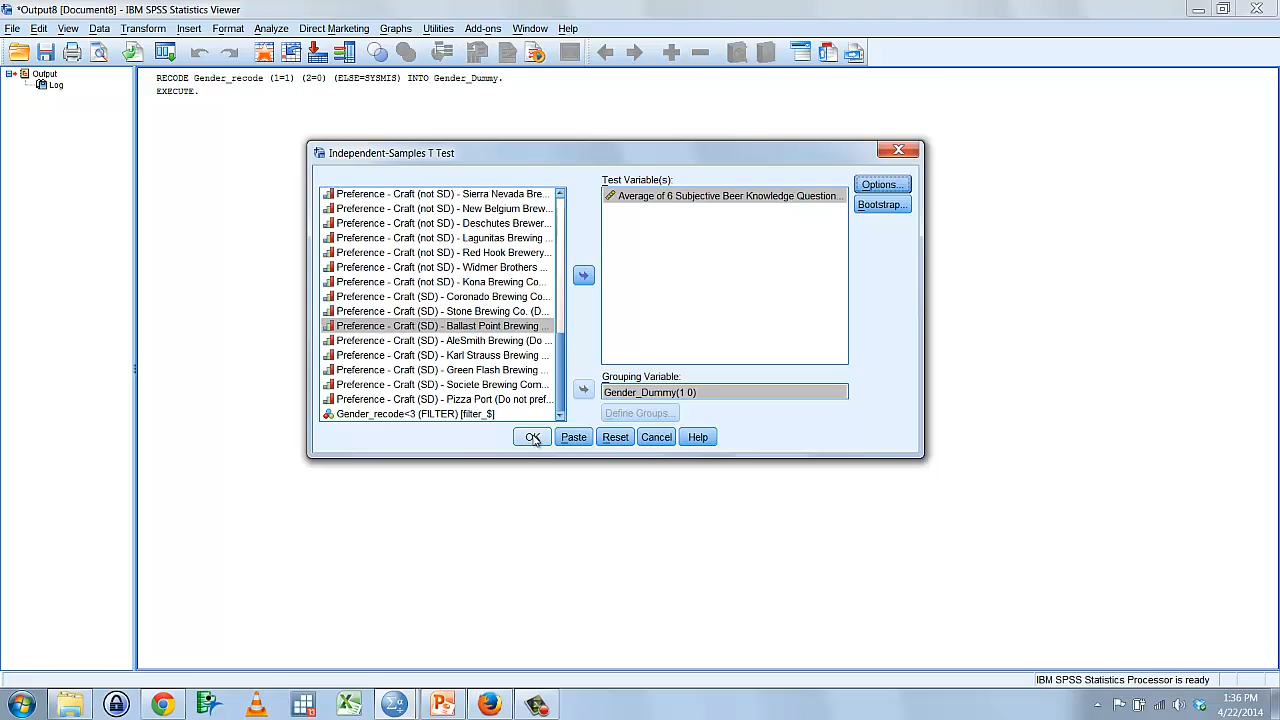 *Output8 [Document8] - IBM SPSS Statistics Viewer
File Edit View Data Transform Insert Format Analyze Direct Marketing Graphs Utilities Add-ons Window Help
Output
Log
RECODE Gender_recode (1=1) (2=0) (ELSE=SYSMIS) INTO Gender_Dummy.
EXECUTE.
Independent-Samples T Test
Preference - Craft (not SD) - Sierra Nevada Bre...
Preference - Craft (not SD) - New Belgium Brew...
Preference - Craft (not SD) - Deschutes Brewer...
Preference - Craft (not SD) - Lagunitas Brewing ...
Preference - Craft (not SD) - Red Hook Brewery...
Preference - Craft (not SD) - Widmer Brothers ...
Preference - Craft (not SD) - Kona Brewing Co...
Preference - Craft (SD) - Coronado Brewing Co...
Preference - Craft (SD) - Stone Brewing Co. (D...
Preference - Craft (SD) - Ballast Point Brewing ...
Preference - Craft (SD) - AleSmith Brewing (Do ...
Preference - Craft (SD) - Karl Strauss Brewing ...
Preference - Craft (SD) - Green Flash Brewing ...
Preference - Craft (SD) - Societe Brewing Com...
Preference - Craft (SD) - Pizza Port (Do not pref...
Gender_recode<3 (FILTER) [filter_$]
Test Variable(s):
Average of 6 Subjective Beer Knowledge Question...
Grouping Variable:
Gender_Dummy(1 0)
Define Groups...
Options...
Bootstrap...
OK Paste Reset Cancel Help
IBM SPSS Statistics Processor is ready
1:36 PM
4/22/2014